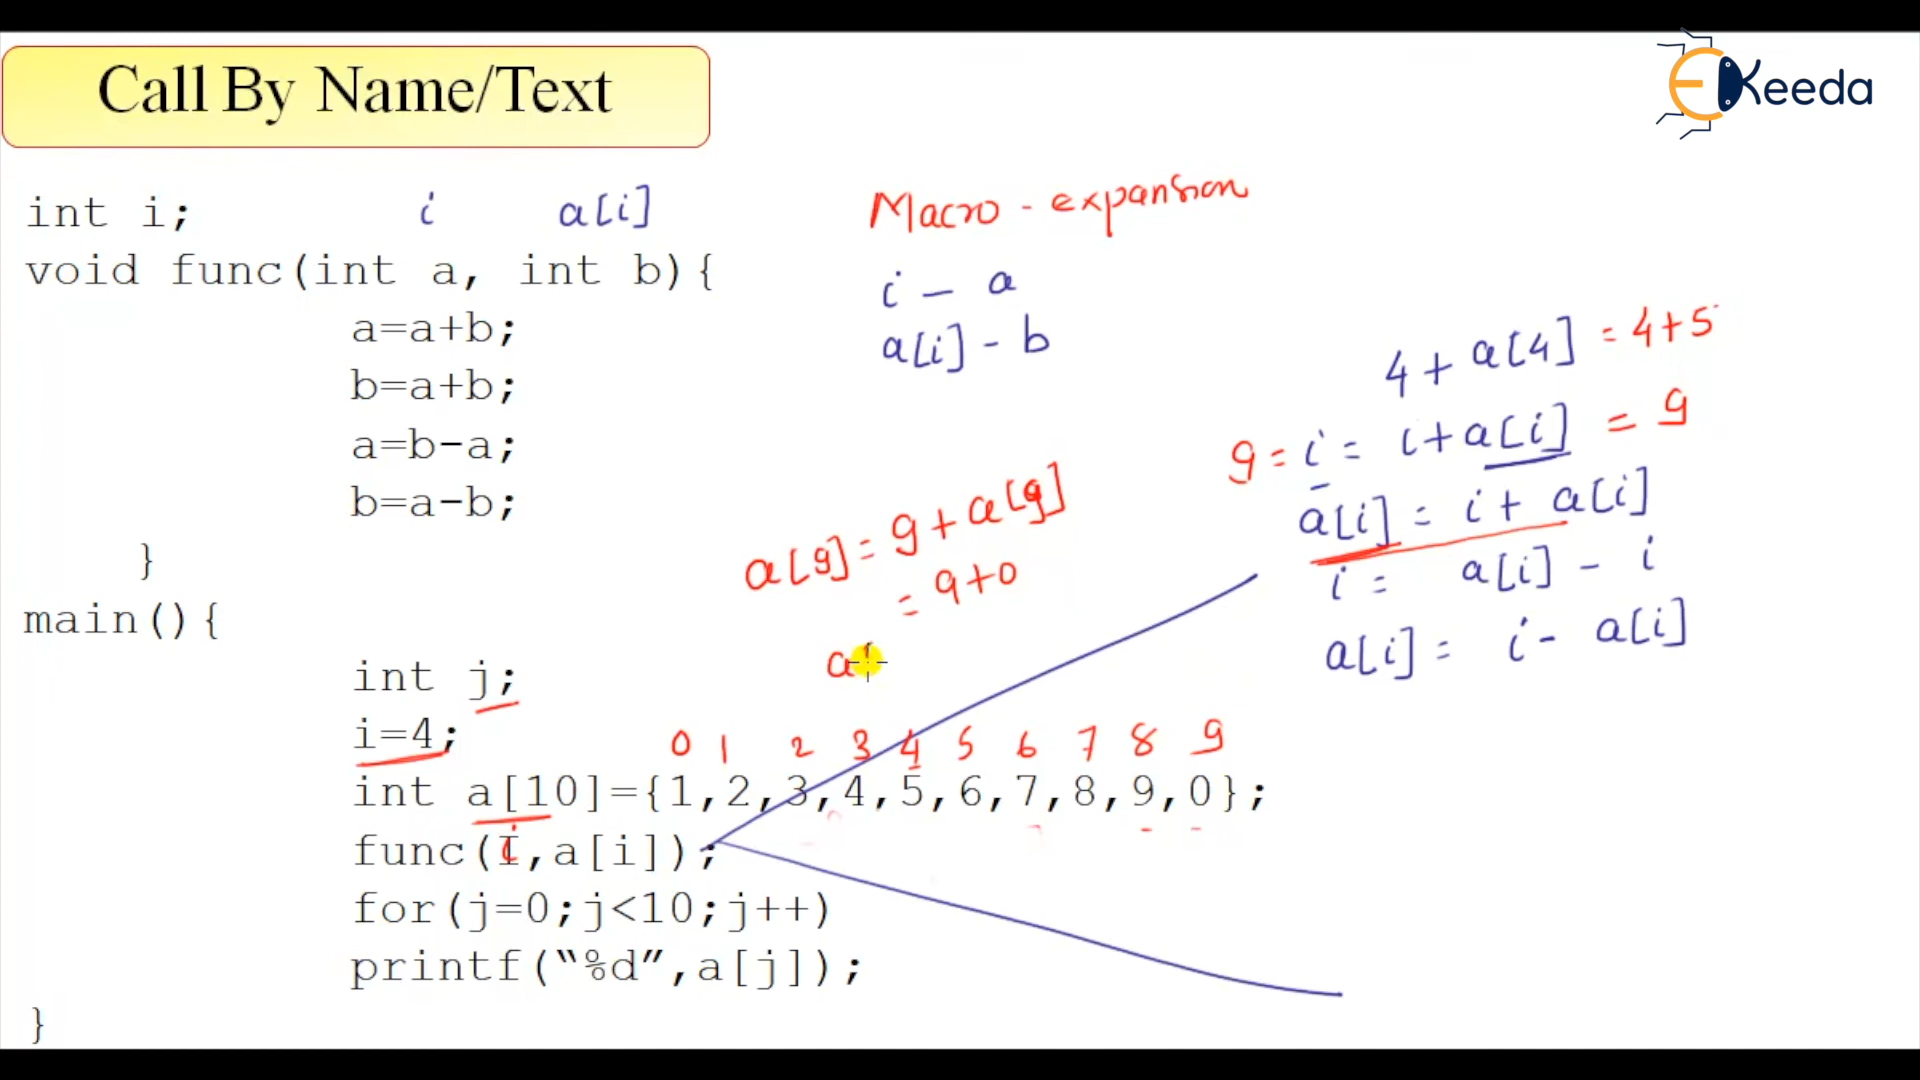 Call By Name/Text
EKeeda
int i;
i a[i]
void func(int a, int b){
a=a+b;
b=a+b;
a=b-a;
b=a-b;
}
main(){
int j;
i=4;
0 1 2 3 4 5 6 7 8 9
int a[10]={1,2,3,4,5,6,7,8,9,0};
func(i,a[i]);
for(j=0;j<10;j++)
printf(“%d”,a[j]);
}
Macro - expansion
i - a
a[i] - b
4 + a[4] = 4+5
9 = i = i+a[i] = 9
a[i] = i + a[i]
i = a[i] - i
a[i] = i - a[i]
a[9] = 9 + a[9]
= 9+0
a